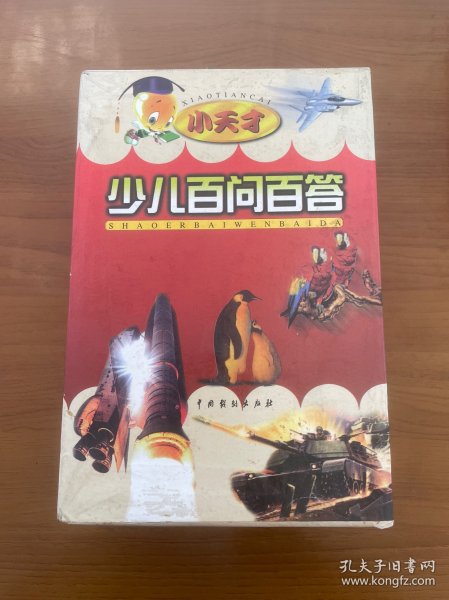 XIAOTIANCAI
小天才
少儿百问百答
SHAOERBAIWENBAIDA
中国戏剧出版社
孔夫子旧书网
www.kongfz.com